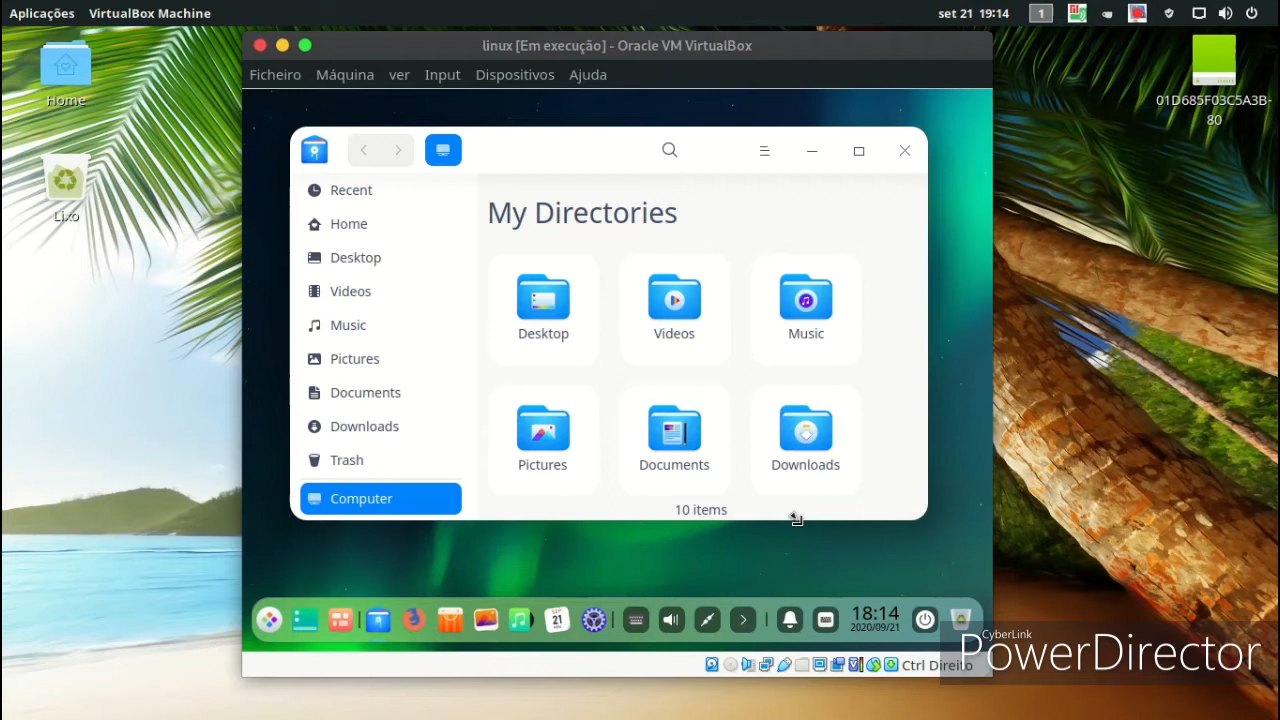 Aplicações VirtualBox Machine set 21 19:14 1
Home
Lixo
01D685F03C5A3B-
80
linux [Em execução] - Oracle VM VirtualBox
Ficheiro Máquina ver Input Dispositivos Ajuda
Recent
Home
Desktop
Videos
Music
Pictures
Documents
Downloads
Trash
Computer
My Directories
Desktop Videos Music
Pictures Documents Downloads
10 items
21
18:14
2020/09/21
Ctrl Direito
CyberLink
PowerDirector